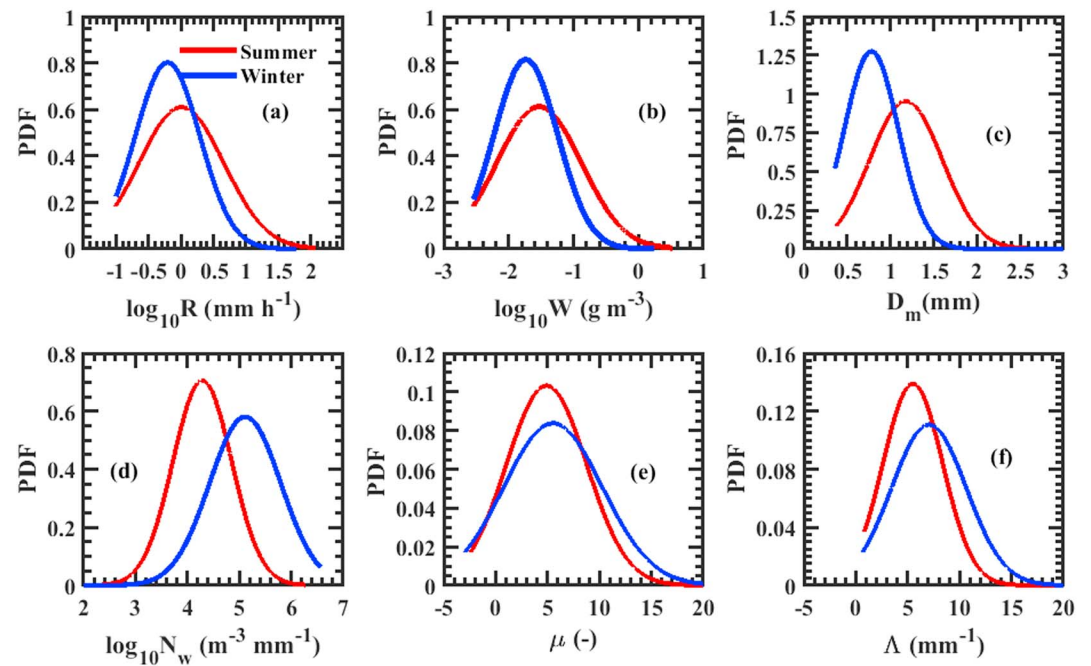 1
0.8
0.6
0.4
0.2
0
PDF
Summer
Winter
(a)
-1 -0.5 0 0.5 1 1.5 2
log₁₀R (mm h⁻¹)
1
0.8
0.6
0.4
0.2
0
PDF
(b)
-3 -2 -1 0 1
log₁₀W (g m⁻³)
1.5
1.25
1
0.75
0.5
0.25
0
PDF
(c)
0 0.5 1 1.5 2 2.5 3
Dₘ(mm)
0.8
0.6
0.4
0.2
0
PDF
(d)
2 3 4 5 6 7
log₁₀N_w (m⁻³ mm⁻¹)
0.12
0.1
0.08
0.06
0.04
0.02
0
PDF
(e)
-5 0 5 10 15 20
μ (-)
0.16
0.12
0.08
0.04
0
PDF
(f)
-5 0 5 10 15 20
Λ (mm⁻¹)